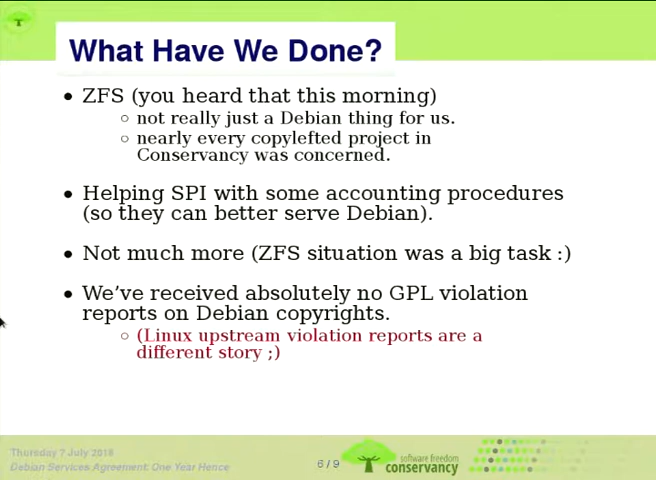 What Have We Done?
• ZFS (you heard that this morning)
◦ not really just a Debian thing for us.
◦ nearly every copylefted project in
Conservancy was concerned.
• Helping SPI with some accounting procedures
(so they can better serve Debian).
• Not much more (ZFS situation was a big task :)
• We've received absolutely no GPL violation
reports on Debian copyrights.
◦ (Linux upstream violation reports are a
different story ;)
Thursday 7 July 2016
Debian Services Agreement: One Year Hence
6 / 9
software freedom
conservancy